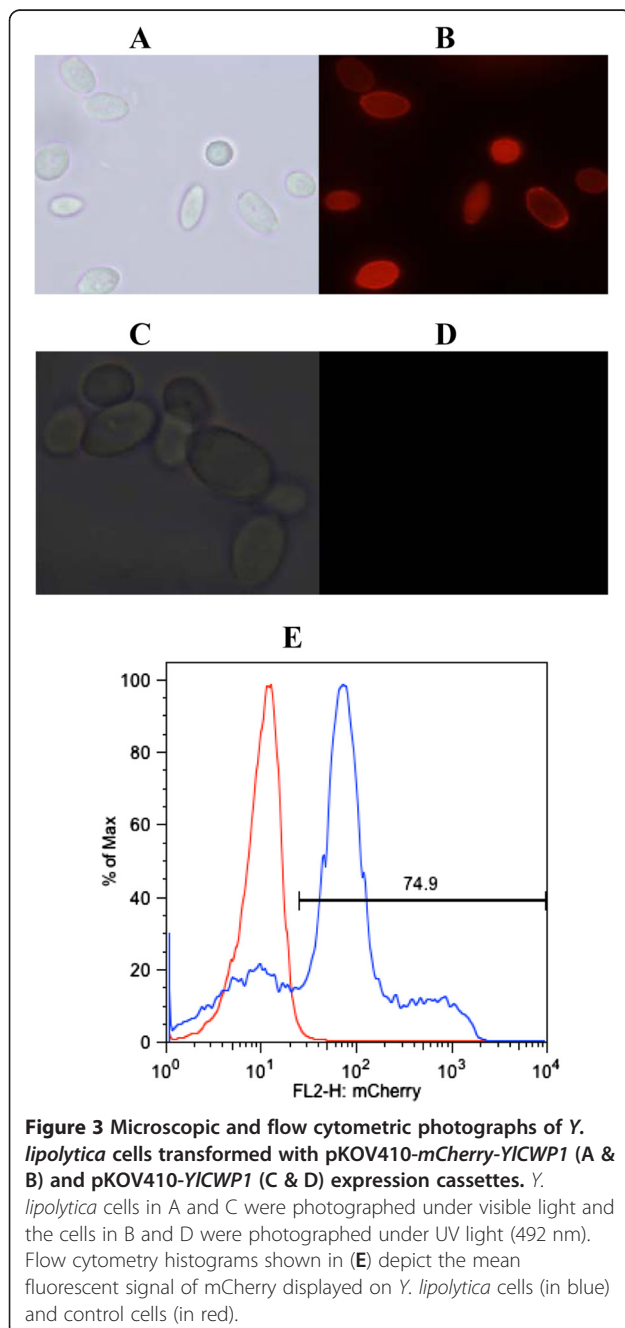 A
B
C
D
E
100
80
60
40
20
0
% of Max
74.9
10⁰
10¹
10²
10³
10⁴
FL2-H: mCherry
Figure 3 Microscopic and flow cytometric photographs of Y.
lipolytica cells transformed with pKOV410-mCherry-YlCWP1 (A &
B) and pKOV410-YlCWP1 (C & D) expression cassettes. Y.
lipolytica cells in A and C were photographed under visible light and
the cells in B and D were photographed under UV light (492 nm).
Flow cytometry histograms shown in (E) depict the mean
fluorescent signal of mCherry displayed on Y. lipolytica cells (in blue)
and control cells (in red).